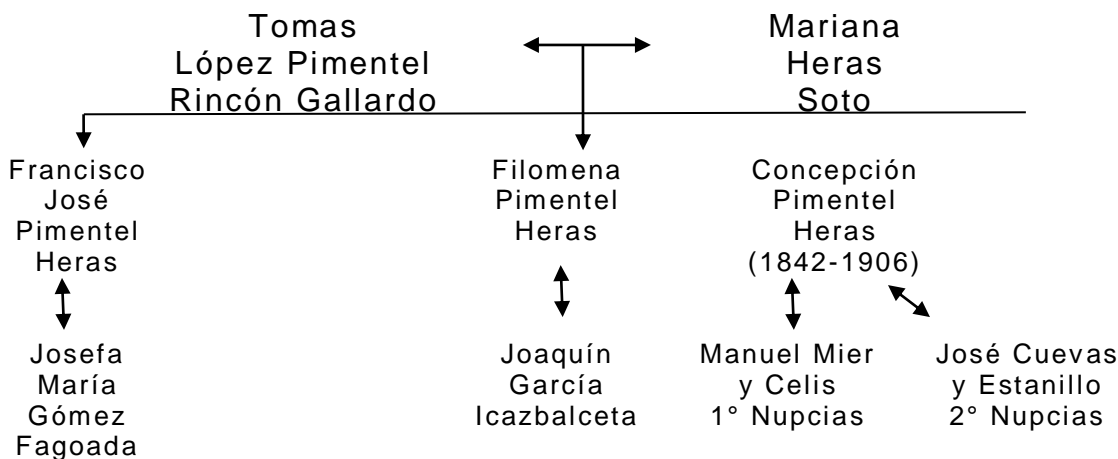 Tomas
López Pimentel
Rincón Gallardo
Mariana
Heras
Soto
Francisco
José
Pimentel
Heras
Filomena
Pimentel
Heras
Concepción
Pimentel
Heras
(1842-1906)
Josefa
María
Gómez
Fagoada
Joaquín
García
Icazbalceta
Manuel Mier
y Celis
1° Nupcias
José Cuevas
y Estanillo
2° Nupcias